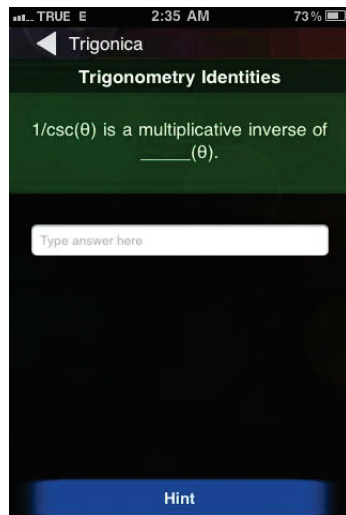 TRUE E 2:35 AM 73%
Trigonica
Trigonometry Identities
1/csc(θ) is a multiplicative inverse of
_____(θ).
Type answer here
Hint